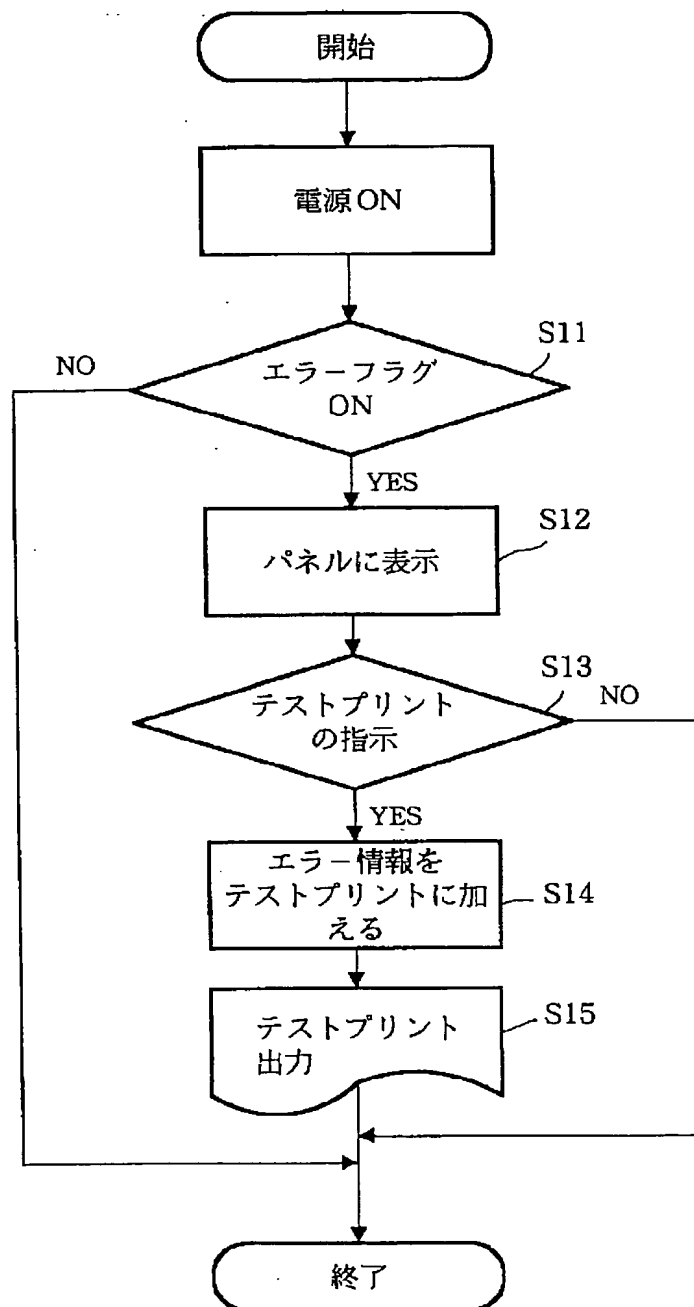 開始
電源ON
S11
NO
エラーフラグ
ON
YES
S12
パネルに表示
S13
NO
テストプリント
の指示
YES
エラー情報を
テストプリントに加
える
S14
テストプリント
出力
S15
終了